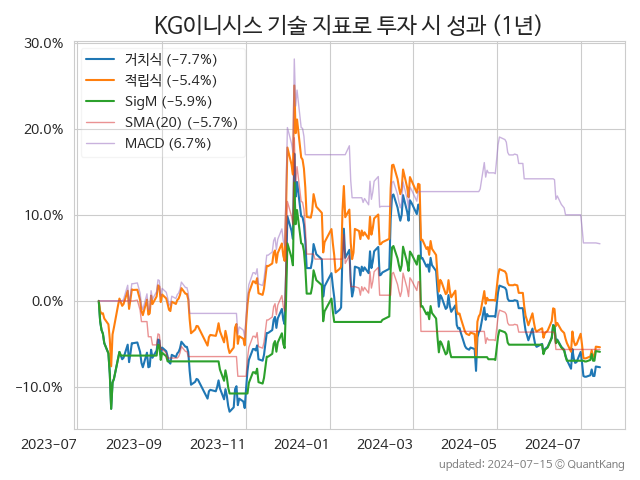 KG이니시스 기술 지표로 투자 시 성과 (1년)
거치식 (−7.7%)
적립식 (−5.4%)
SigM (−5.9%)
SMA(20) (−5.7%)
MACD (6.7%)
30.0%
20.0%
10.0%
0.0%
−10.0%
2023-07 2023-09 2023-11 2024-01 2024-03 2024-05 2024-07
updated: 2024-07-15 © QuantKang